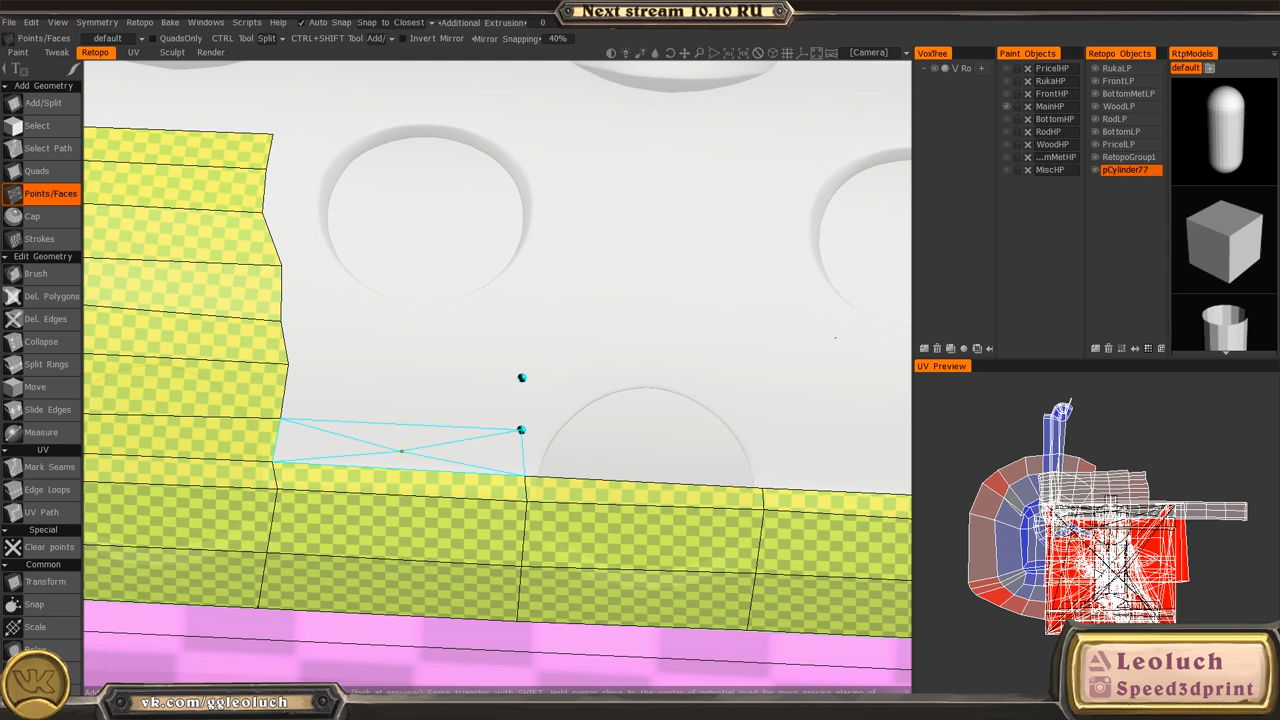 Next stream 10.10 RU
File Edit View Symmetry Retopo Bake Windows Scripts Help Auto Snap Snap to Closest Additional Extrusion 0
Points/Faces default QuadsOnly CTRL Tool Split CTRL+SHIFT Tool Add/ Invert Mirror Mirror Snapping 40%
Paint Tweak Retopo UV Sculpt Render [Camera]
Add Geometry
Add/Split
Select
Select Path
Quads
Points/Faces
Cap
Strokes
Edit Geometry
Brush
Del. Polygons
Del. Edges
Collapse
Split Rings
Move
Slide Edges
Measure
UV
Mark Seams
Edge Loops
UV Path
Special
Clear points
Common
Transform
Snap
Scale
VoxTree
V Ro +
Paint Objects
PricelHP
RukaHP
FrontHP
MainHP
BottomHP
RodHP
WoodHP
...mMetHP
MiscHP
Retopo Objects
RukaLP
FrontLP
BottomMetLP
WoodLP
RodLP
BottomLP
PricelLP
RetopoGroup1
pCylinder77
RtpModels
default
UV Preview
vk.com/ggleoluch
Leoluch
Speed3dprint